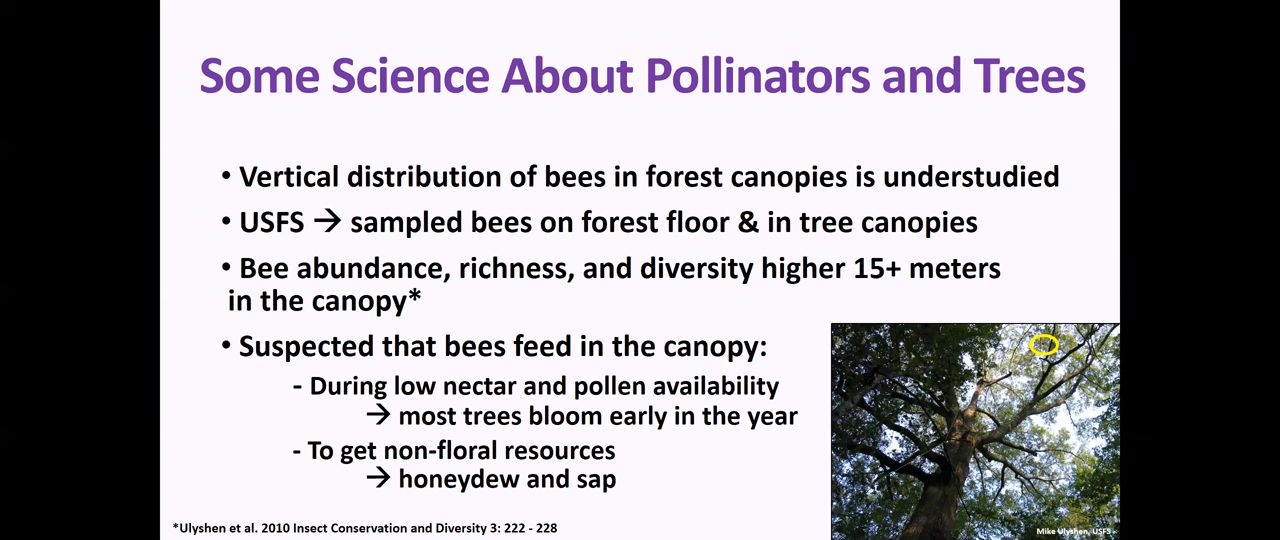 Some Science About Pollinators and Trees
• Vertical distribution of bees in forest canopies is understudied
• USFS → sampled bees on forest floor & in tree canopies
• Bee abundance, richness, and diversity higher 15+ meters
in the canopy*
• Suspected that bees feed in the canopy:
- During low nectar and pollen availability
→ most trees bloom early in the year
- To get non-floral resources
→ honeydew and sap
*Ulyshen et al. 2010 Insect Conservation and Diversity 3: 222 - 228
Mike Ulyshen, USFS